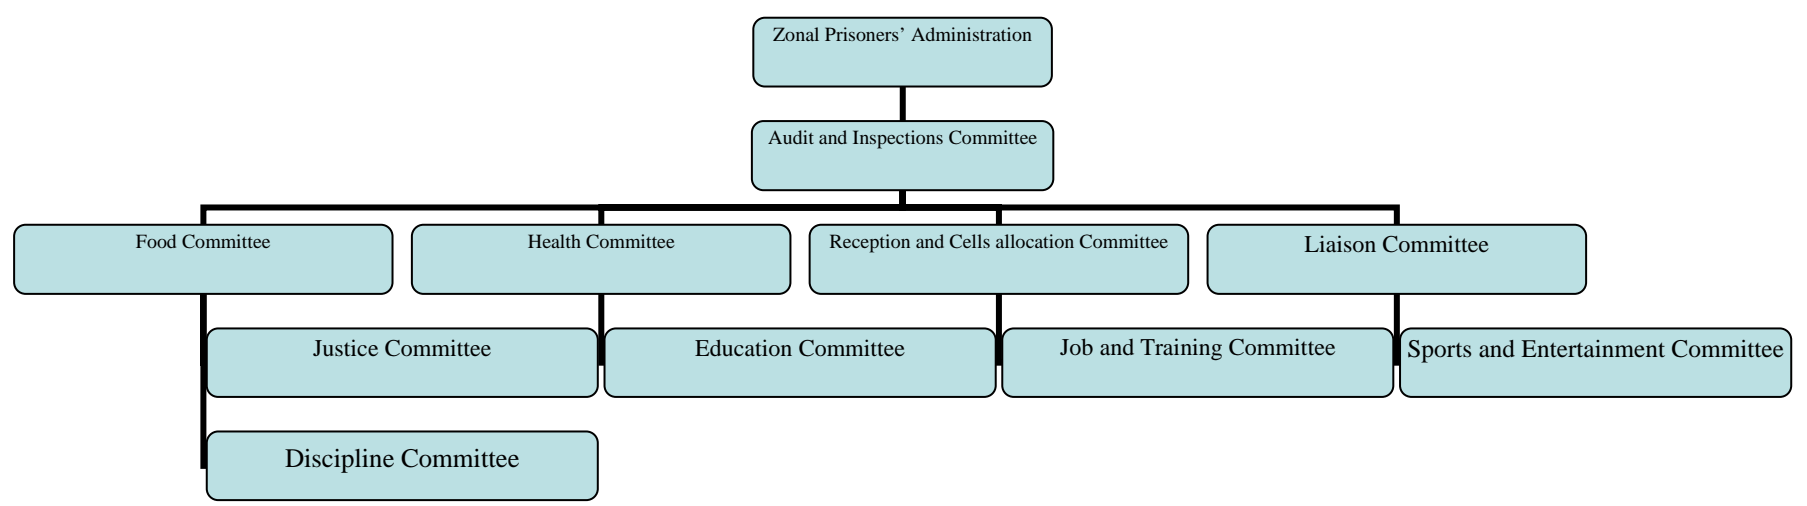 Zonal Prisoners’ Administration
Audit and Inspections Committee
Food Committee
Health Committee
Reception and Cells allocation Committee
Liaison Committee
Justice Committee
Education Committee
Job and Training Committee
Sports and Entertainment Committee
Discipline Committee